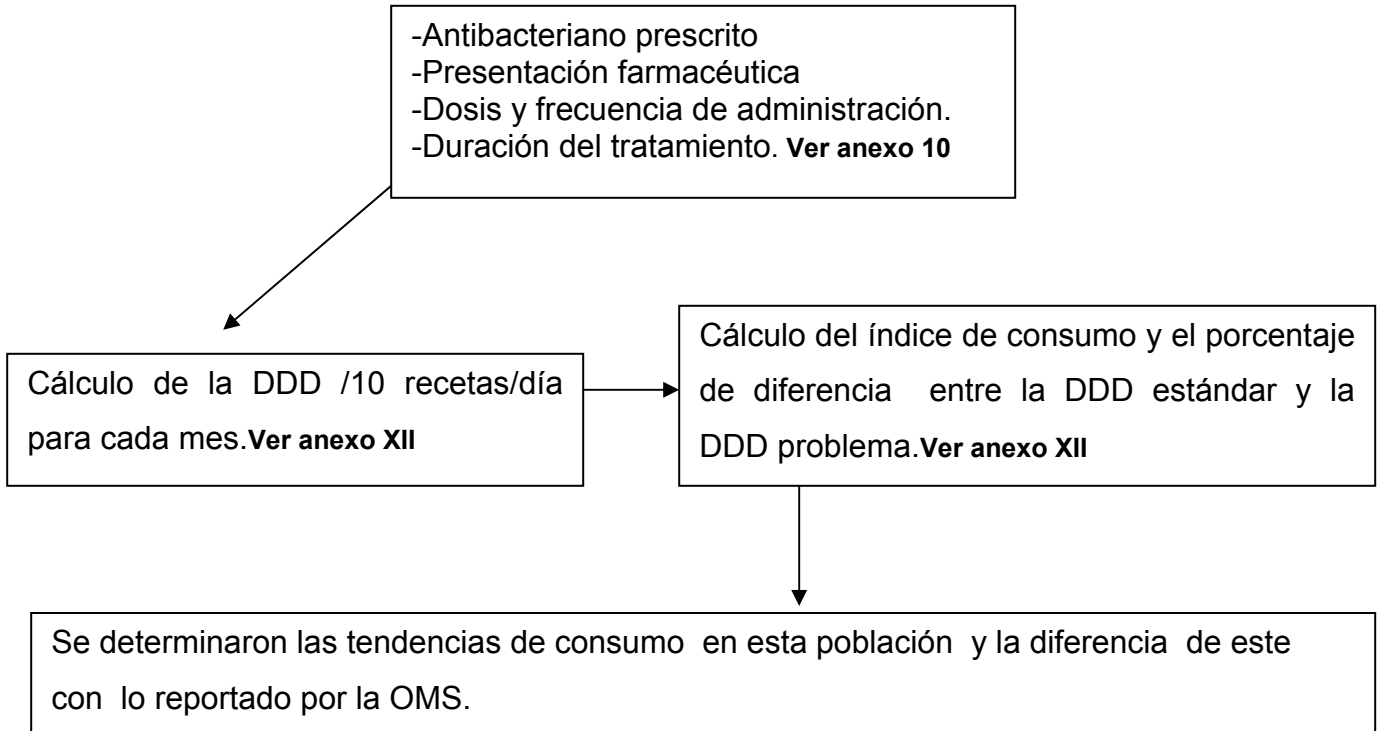 -Antibacteriano prescrito
-Presentación farmacéutica
-Dosis y frecuencia de administración.
-Duración del tratamiento. Ver anexo 10
Cálculo de la DDD /10 recetas/día
para cada mes.Ver anexo XII
Cálculo del índice de consumo y el porcentaje
de diferencia entre la DDD estándar y la
DDD problema.Ver anexo XII
Se determinaron las tendencias de consumo en esta población y la diferencia de este
con lo reportado por la OMS.